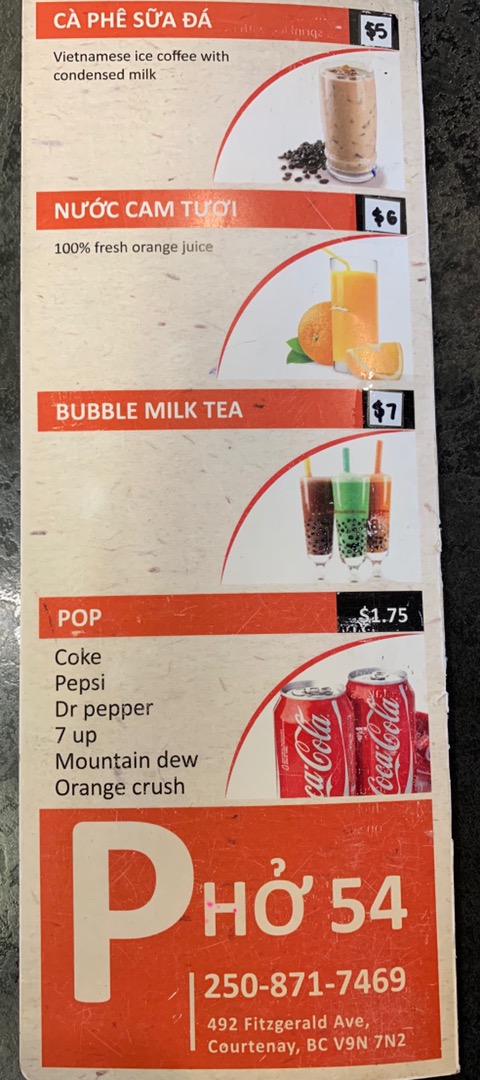 CÀ PHÊ SỮA ĐÁ $5
Vietnamese ice coffee with
condensed milk
NƯỚC CAM TƯƠI $6
100% fresh orange juice
BUBBLE MILK TEA $7
POP $1.75
Coke
Pepsi
Dr pepper
7 up
Mountain dew
Orange crush
Coca-Cola
Coca-Cola
PHỞ 54
250-871-7469
492 Fitzgerald Ave,
Courtenay, BC V9N 7N2